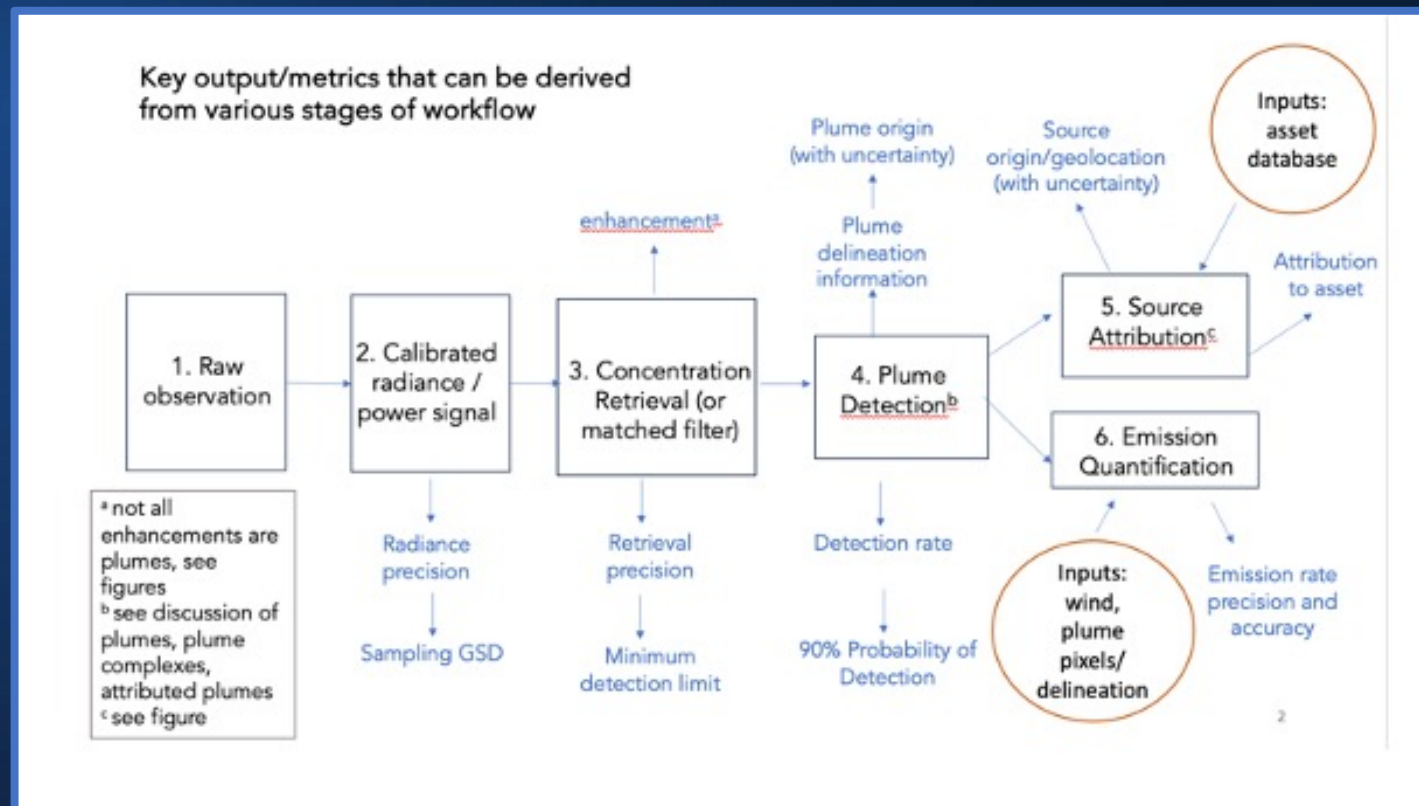 Key output/metrics that can be derived
from various stages of workflow
Inputs:
asset
database
Plume origin
(with uncertainty)
Source
origin/geolocation
(with uncertainty)
enhancementᵃ
Plume
delineation
information
Attribution
to asset
1. Raw
observation
2. Calibrated
radiance /
power signal
3. Concentration
Retrieval (or
matched filter)
4. Plume
Detectionᵇ
5. Source
Attributionᶜ
6. Emission
Quantification
ᵃ not all
enhancements are
plumes, see
figures
ᵇ see discussion of
plumes, plume
complexes,
attributed plumes
ᶜ see figure
Radiance
precision
Sampling GSD
Retrieval
precision
Minimum
detection limit
Detection rate
90% Probability of
Detection
Inputs:
wind,
plume
pixels/
delineation
Emission rate
precision and
accuracy
2